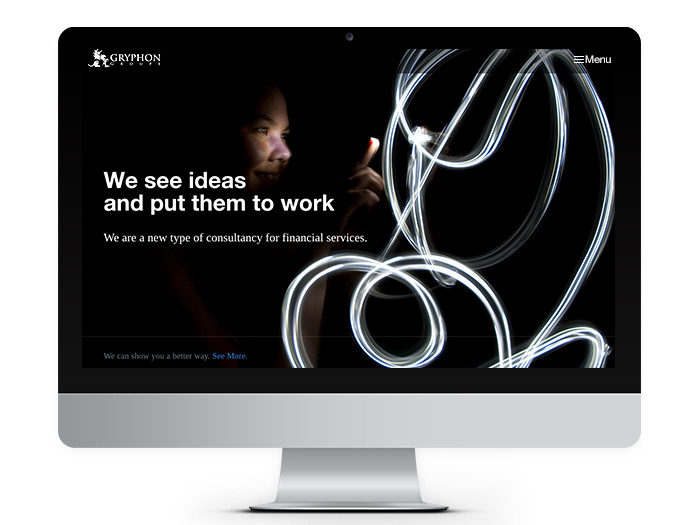 GRYPHON
GROUPE
Menu
We see ideas
and put them to work
We are a new type of consultancy for financial services.
We can show you a better way. See More.